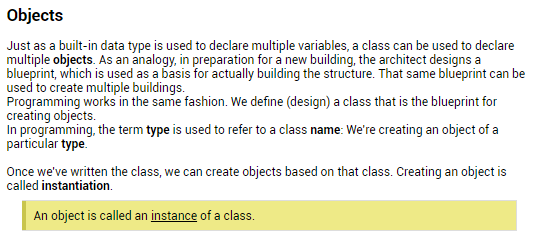 Objects
Just as a built-in data type is used to declare multiple variables, a class can be used to declare
multiple objects. As an analogy, in preparation for a new building, the architect designs a
blueprint, which is used as a basis for actually building the structure. That same blueprint can be
used to create multiple buildings.
Programming works in the same fashion. We define (design) a class that is the blueprint for
creating objects.
In programming, the term type is used to refer to a class name: We're creating an object of a
particular type.
Once we've written the class, we can create objects based on that class. Creating an object is
called instantiation.
An object is called an instance of a class.